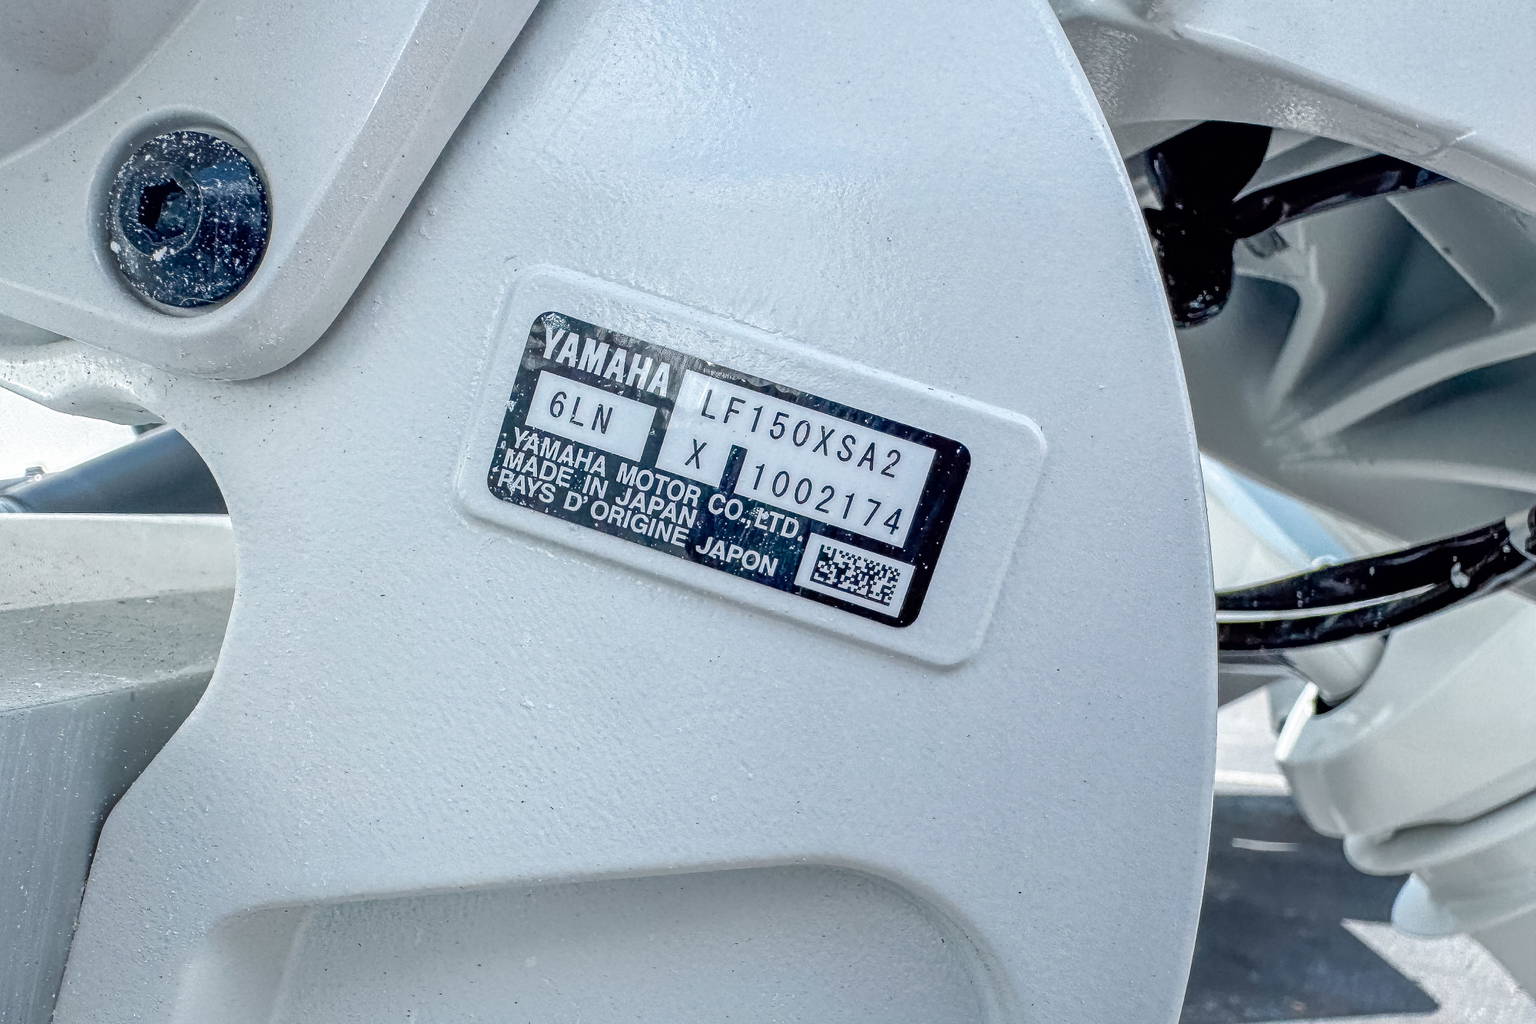 YAMAHA
LF150XSA2
6LN
X 1002174
YAMAHA MOTOR CO.,LTD.
MADE IN JAPAN
PAYS D'ORIGINE JAPON